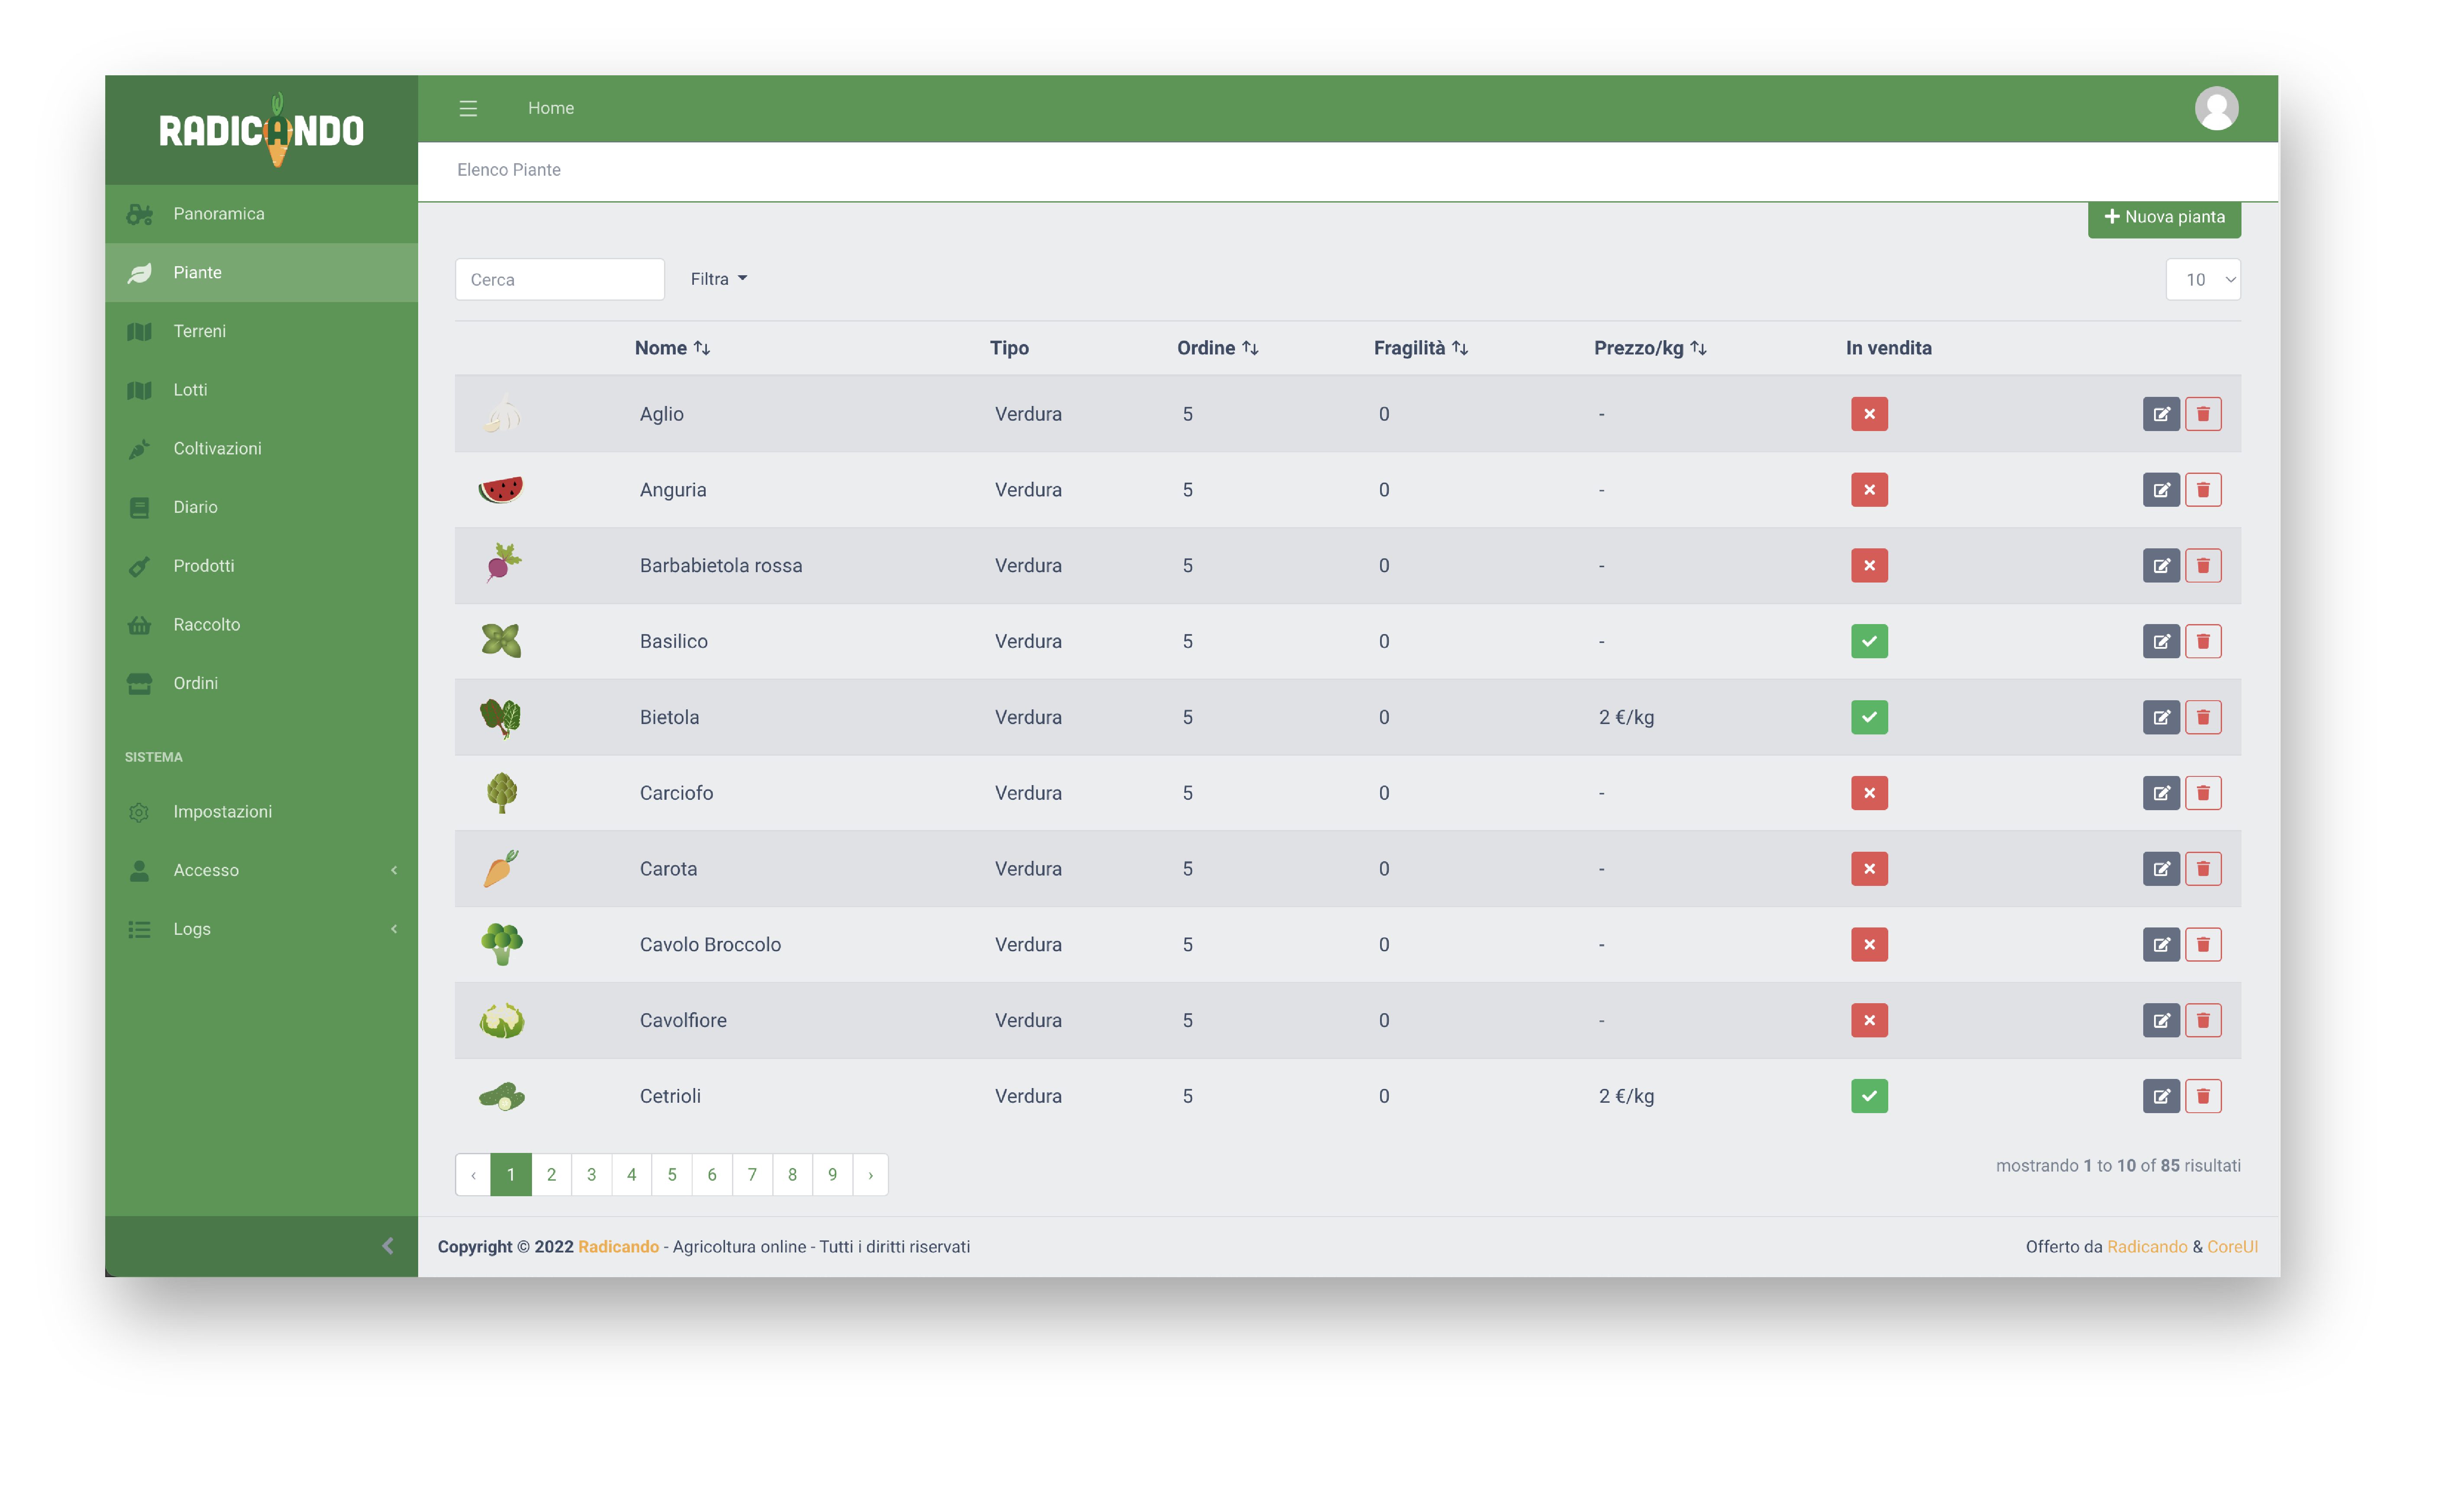 RADICANDO
Home
Elenco Piante
Nuova pianta
Panoramica
Piante
Terreni
Lotti
Coltivazioni
Diario
Prodotti
Raccolto
Ordini
SISTEMA
Impostazioni
Accesso
Logs
Cerca Filtra 10
Nome Tipo Ordine Fragilità Prezzo/kg In vendita
Aglio Verdura 5 0 -
Anguria Verdura 5 0 -
Barbabietola rossa Verdura 5 0 -
Basilico Verdura 5 0 -
Bietola Verdura 5 0 2 €/kg
Carciofo Verdura 5 0 -
Carota Verdura 5 0 -
Cavolo Broccolo Verdura 5 0 -
Cavolfiore Verdura 5 0 -
Cetrioli Verdura 5 0 2 €/kg
‹ 1 2 3 4 5 6 7 8 9 ›
mostrando 1 to 10 of 85 risultati
Copyright © 2022 Radicando - Agricoltura online - Tutti i diritti riservati
Offerto da Radicando & CoreUI